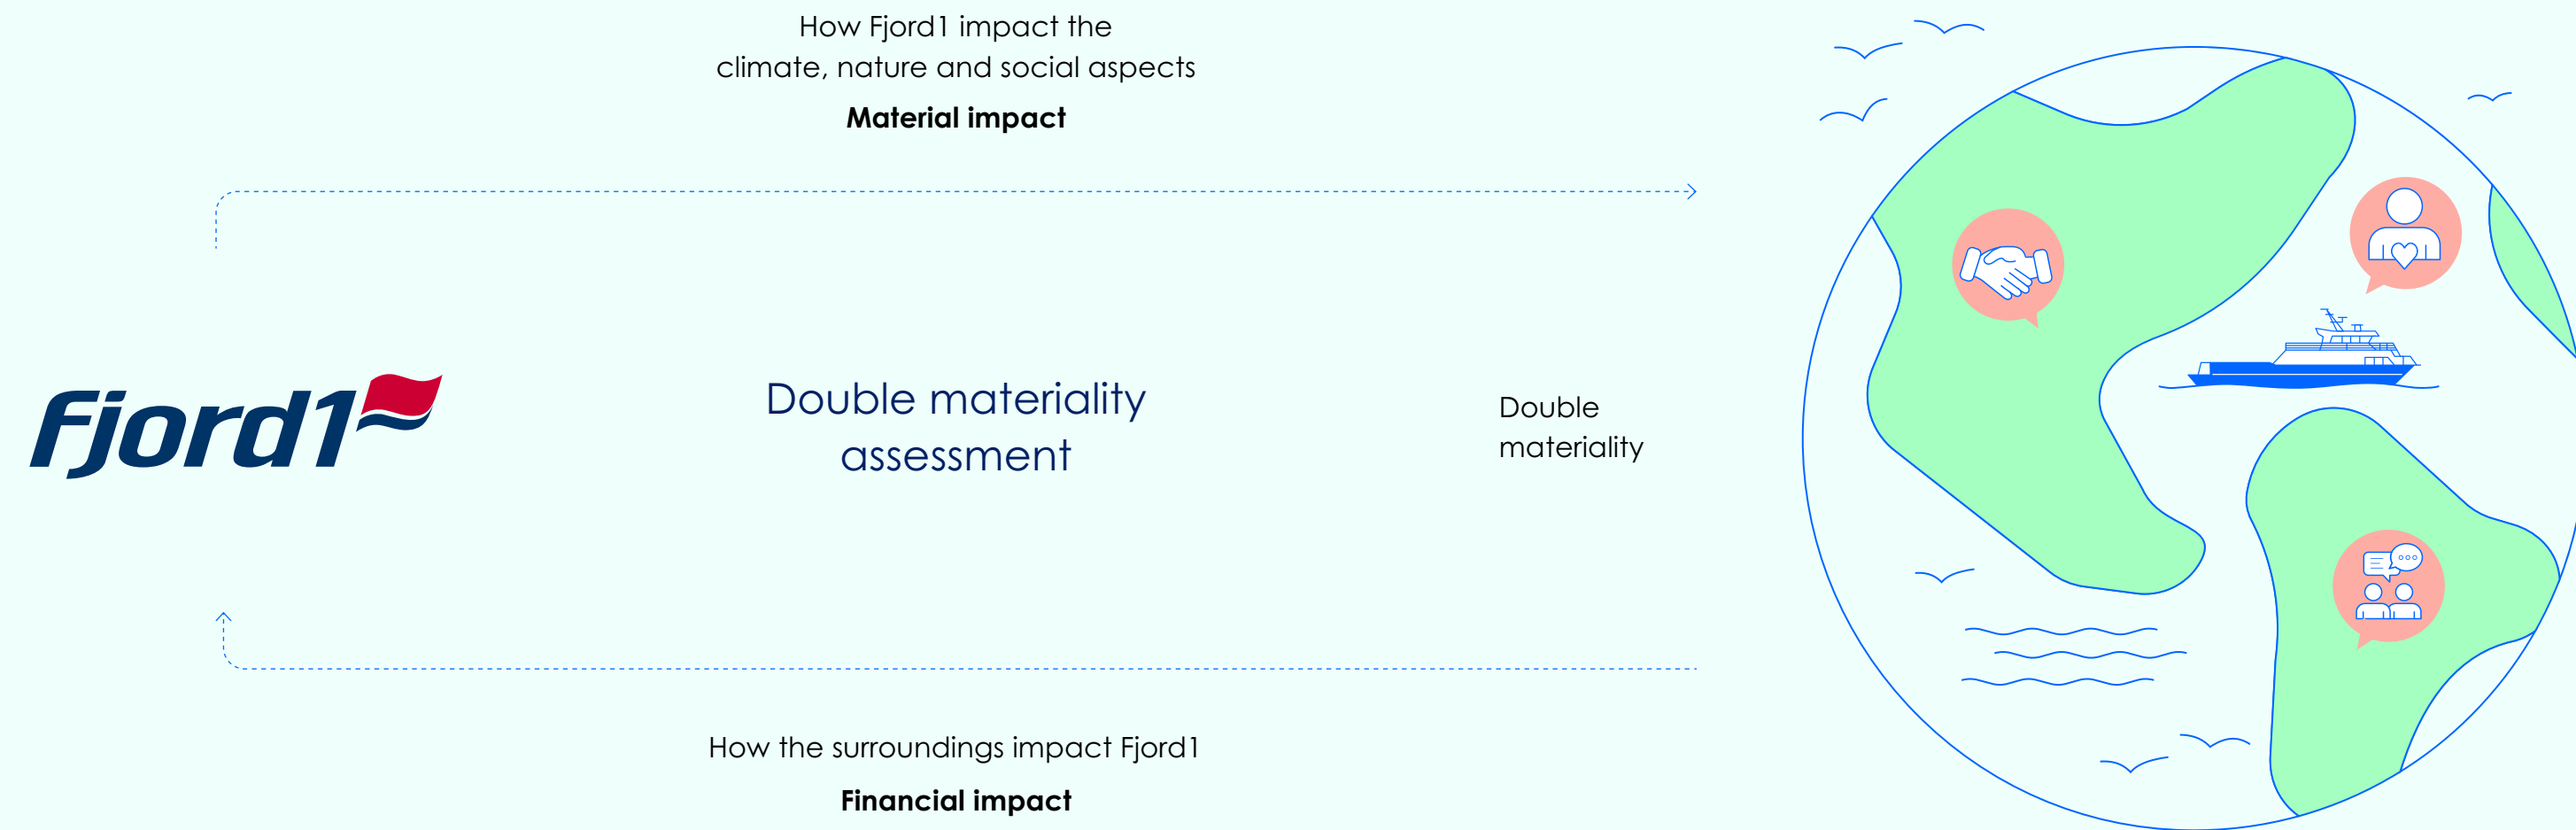 How Fjord1 impact the
climate, nature and social aspects
Material impact
Fjord1
Double materiality
assessment
Double
materiality
How the surroundings impact Fjord1
Financial impact